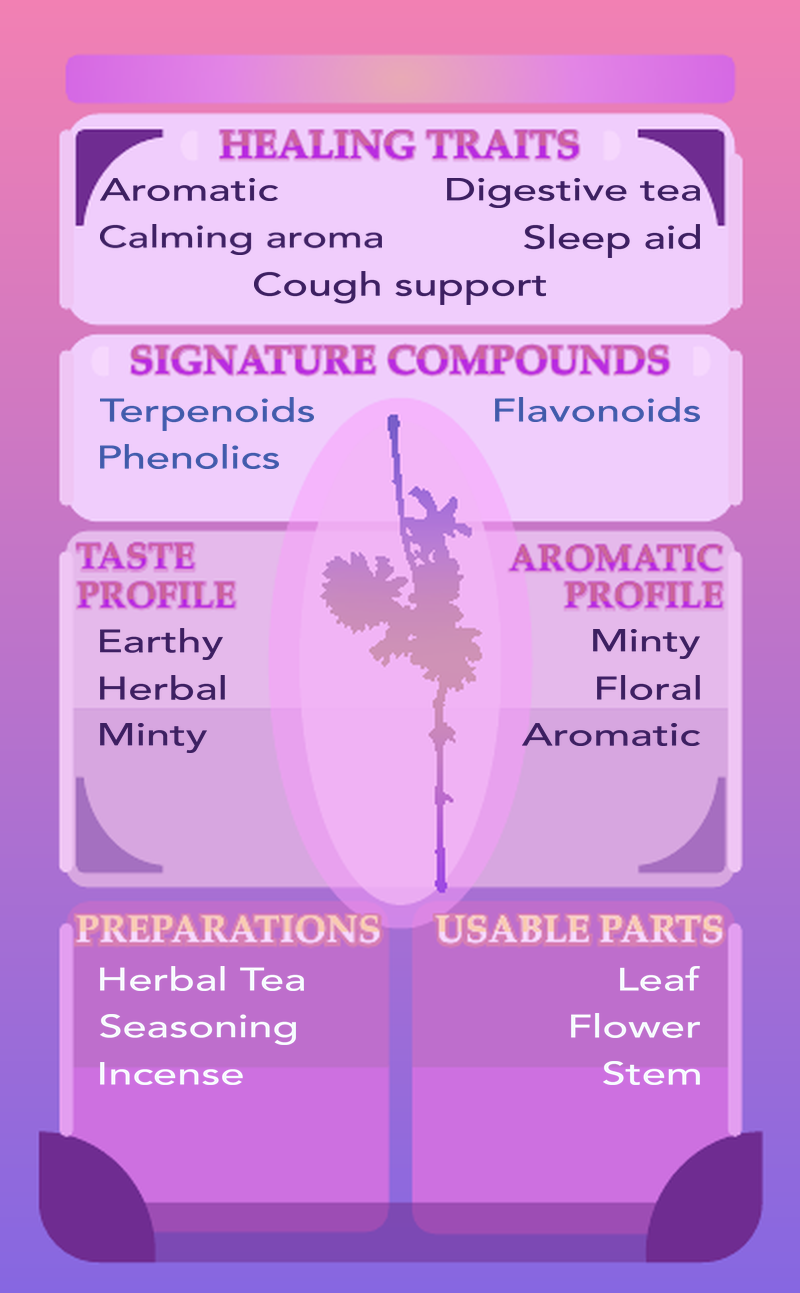 HEALING TRAITS
Aromatic Digestive tea
Calming aroma Sleep aid
Cough support
SIGNATURE COMPOUNDS
Terpenoids Flavonoids
Phenolics
TASTE
PROFILE
Earthy
Herbal
Minty
AROMATIC
PROFILE
Minty
Floral
Aromatic
PREPARATIONS
Herbal Tea
Seasoning
Incense
USABLE PARTS
Leaf
Flower
Stem